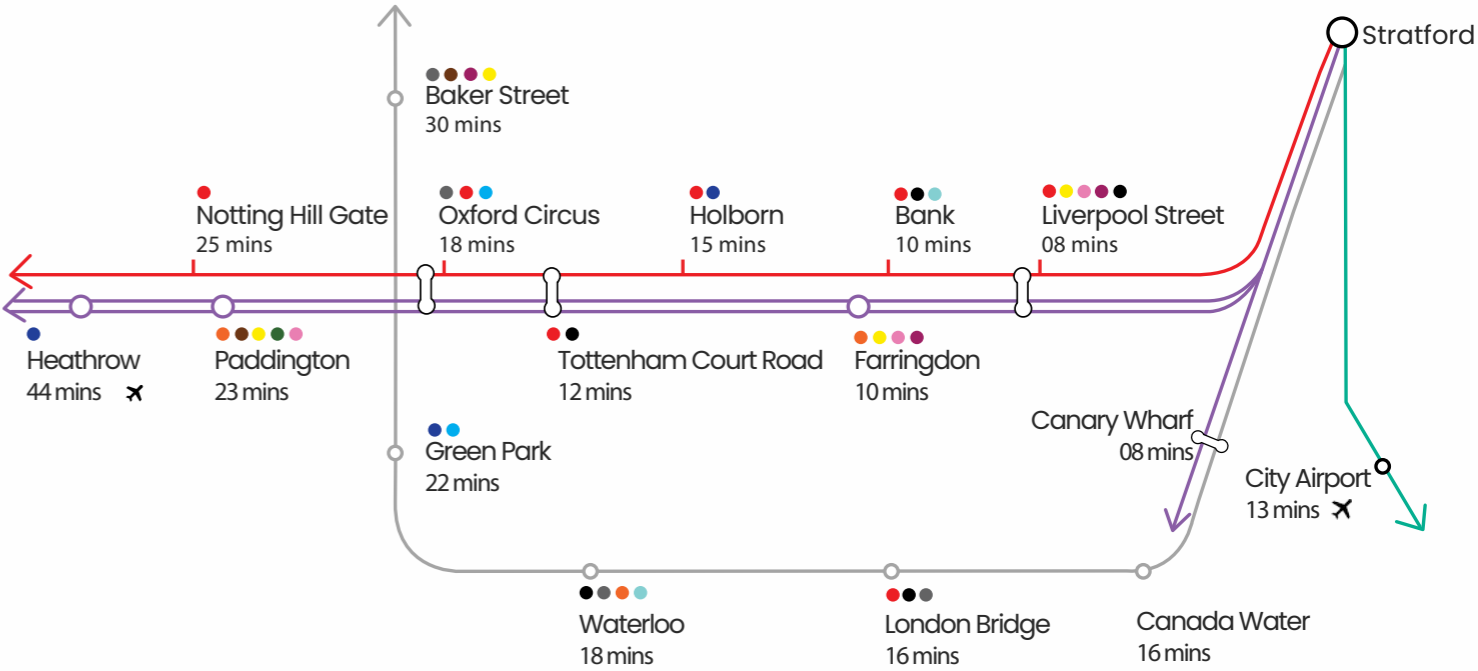 Stratford
Baker Street
30 mins
Notting Hill Gate
25 mins
Oxford Circus
18 mins
Holborn
15 mins
Bank
10 mins
Liverpool Street
08 mins
Heathrow
44 mins
Paddington
23 mins
Tottenham Court Road
12 mins
Farringdon
10 mins
Canary Wharf
08 mins
Green Park
22 mins
City Airport
13 mins
Waterloo
18 mins
London Bridge
16 mins
Canada Water
16 mins